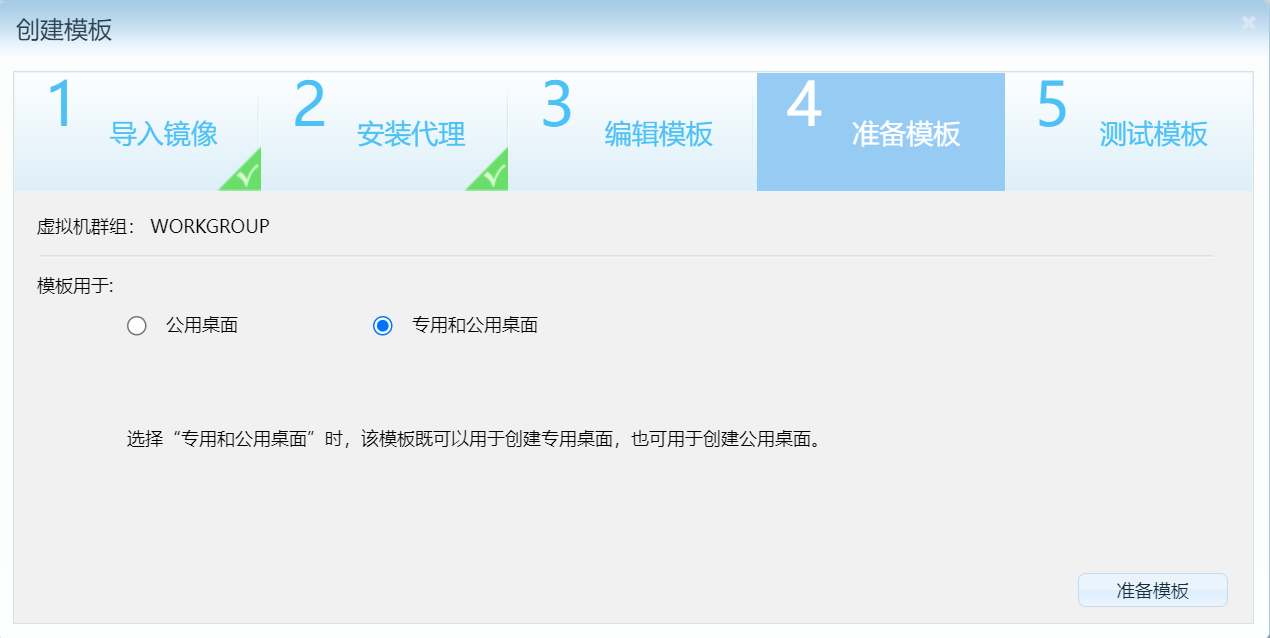 创建模板
1 导入镜像
2 安装代理
3 编辑模板
4 准备模板
5 测试模板
虚拟机群组： WORKGROUP
模板用于:
公用桌面 专用和公用桌面
选择“专用和公用桌面”时，该模板既可以用于创建专用桌面，也可用于创建公用桌面。
准备模板